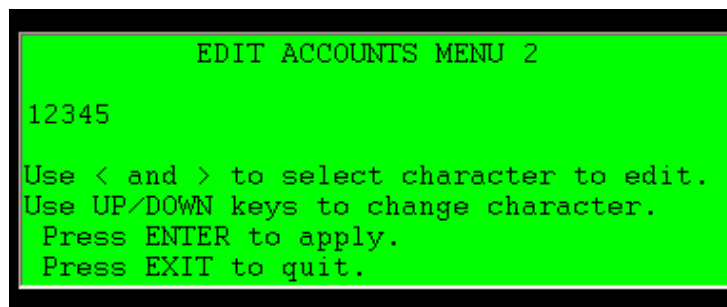 EDIT ACCOUNTS MENU 2
12345
Use < and > to select character to edit.
Use UP/DOWN keys to change character.
Press ENTER to apply.
Press EXIT to quit.